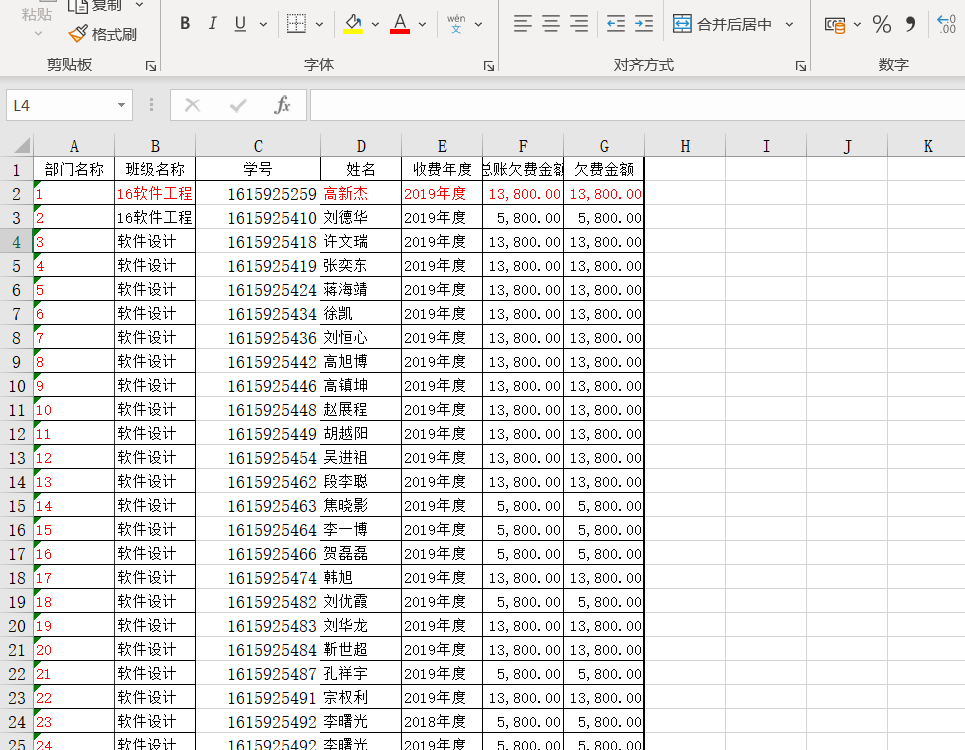 粘贴 复制
格式刷
B I U A wén 文 合并后居中 % .00
剪贴板 字体 对齐方式 数字
L4 fx
A B C D E F G H I J K
1 部门名称 班级名称 学号 姓名 收费年度 总账欠费金额 欠费金额
2 1 16软件工程 1615925259 高新杰 2019年度 13,800.00 13,800.00
3 2 16软件工程 1615925410 刘德华 2019年度 5,800.00 5,800.00
4 3 软件设计 1615925418 许文瑞 2019年度 13,800.00 13,800.00
5 4 软件设计 1615925419 张奕东 2019年度 13,800.00 13,800.00
6 5 软件设计 1615925424 蒋海靖 2019年度 13,800.00 13,800.00
7 6 软件设计 1615925434 徐凯 2019年度 13,800.00 13,800.00
8 7 软件设计 1615925436 刘恒心 2019年度 13,800.00 13,800.00
9 8 软件设计 1615925442 高旭博 2019年度 13,800.00 13,800.00
10 9 软件设计 1615925446 高镇坤 2019年度 13,800.00 13,800.00
11 10 软件设计 1615925448 赵展程 2019年度 13,800.00 13,800.00
12 11 软件设计 1615925449 胡越阳 2019年度 13,800.00 13,800.00
13 12 软件设计 1615925454 吴进祖 2019年度 13,800.00 13,800.00
14 13 软件设计 1615925462 段李聪 2019年度 13,800.00 13,800.00
15 14 软件设计 1615925463 焦晓影 2019年度 5,800.00 5,800.00
16 15 软件设计 1615925464 李一博 2019年度 5,800.00 5,800.00
17 16 软件设计 1615925466 贺磊磊 2019年度 5,800.00 5,800.00
18 17 软件设计 1615925474 韩旭 2019年度 13,800.00 13,800.00
19 18 软件设计 1615925482 刘优霞 2019年度 5,800.00 5,800.00
20 19 软件设计 1615925483 刘华龙 2019年度 13,800.00 13,800.00
21 20 软件设计 1615925484 靳世超 2019年度 13,800.00 13,800.00
22 21 软件设计 1615925487 孔祥宇 2019年度 5,800.00 5,800.00
23 22 软件设计 1615925491 宗权利 2019年度 13,800.00 13,800.00
24 23 软件设计 1615925492 李曙光 2018年度 5,800.00 5,800.00
25 24 软件设计 1615925492 李曙光 2019年度 5,800.00 5,800.00